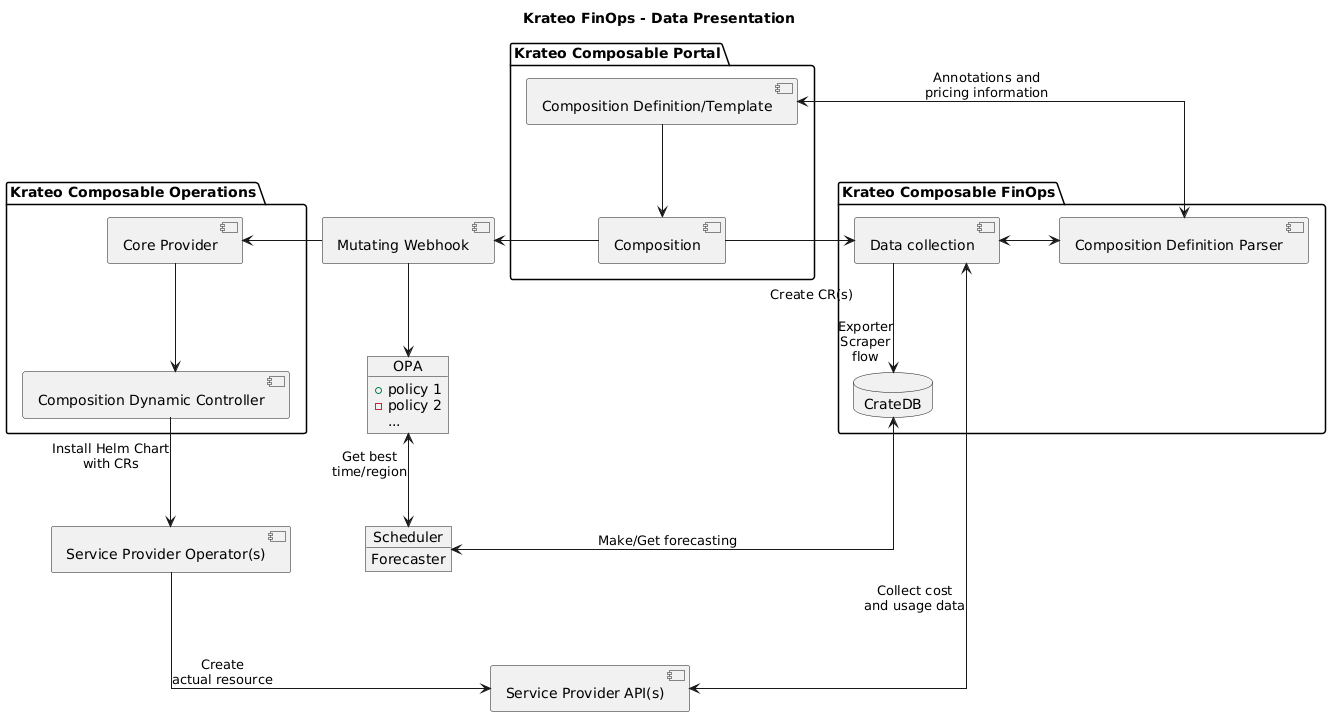 Krateo FinOps - Data Presentation
Krateo Composable Portal
Composition Definition/Template
Annotations and
pricing information
Krateo Composable Operations
Krateo Composable FinOps
Core Provider
Mutating Webhook
Composition
Data collection
Composition Definition Parser
Create CR(s)
Exporter
Scraper
flow
OPA
policy 1
policy 2
...
Composition Dynamic Controller
CrateDB
Install Helm Chart
with CRs
Get best
time/region
Service Provider Operator(s)
Scheduler
Forecaster
Make/Get forecasting
Collect cost
and usage data
Create
actual resource
Service Provider API(s)